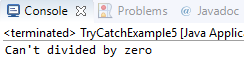 Console Problems @ Javadoc
<terminated> TryCatchExample5 [Java Applic
Can't divided by zero